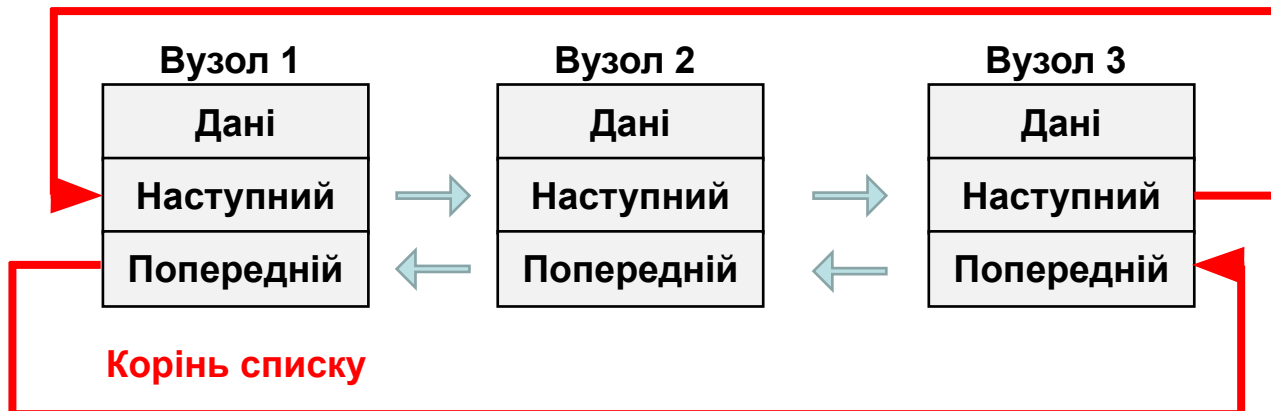 Вузол 1 Вузол 2 Вузол 3
Дані Дані Дані
Наступний Наступний Наступний
Попередній Попередній Попередній
Корінь списку